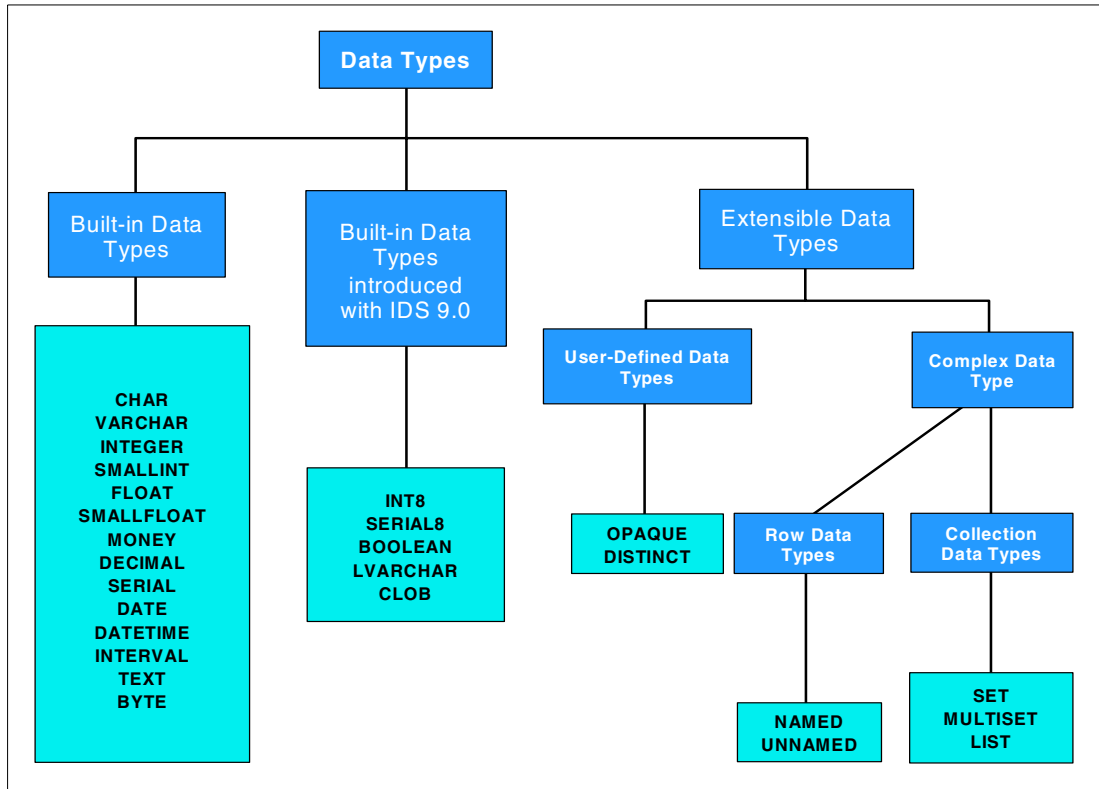 Data Types
Built-in Data
Types
Built-in Data
Types
introduced
with IDS 9.0
Extensible Data
Types
User-Defined Data
Types
Complex Data
Type
CHAR
VARCHAR
INTEGER
SMALLINT
FLOAT
SMALLFLOAT
MONEY
DECIMAL
SERIAL
DATE
DATETIME
INTERVAL
TEXT
BYTE
INT8
SERIAL8
BOOLEAN
LVARCHAR
CLOB
OPAQUE
DISTINCT
Row Data
Types
Collection
Data Types
NAMED
UNNAMED
SET
MULTISET
LIST